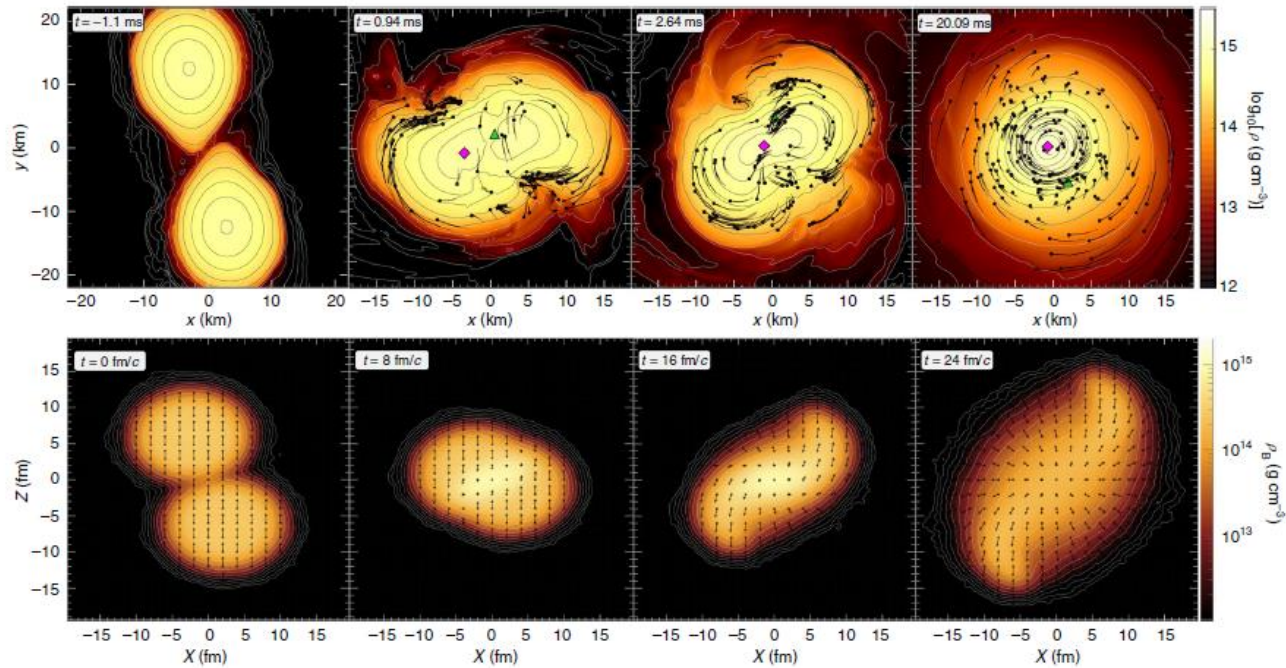 t = −1.1 ms
t = 0.94 ms
t = 2.64 ms
t = 20.09 ms
20
10
0
−10
−20
y (km)
−20 −10 0 10 20
x (km)
−15 −10 −5 0 5 10 15
x (km)
−15 −10 −5 0 5 10 15
x (km)
−15 −10 −5 0 5 10 15
x (km)
15
14
13
12
log₁₀[ρ (g cm⁻³)]
t = 0 fm/c
t = 8 fm/c
t = 16 fm/c
t = 24 fm/c
15
10
5
0
−5
−10
−15
Z (fm)
−15 −10 −5 0 5 10 15
X (fm)
−15 −10 −5 0 5 10 15
X (fm)
−15 −10 −5 0 5 10 15
X (fm)
−15 −10 −5 0 5 10 15
X (fm)
10¹⁵
10¹⁴
10¹³
ρB (g cm⁻³)